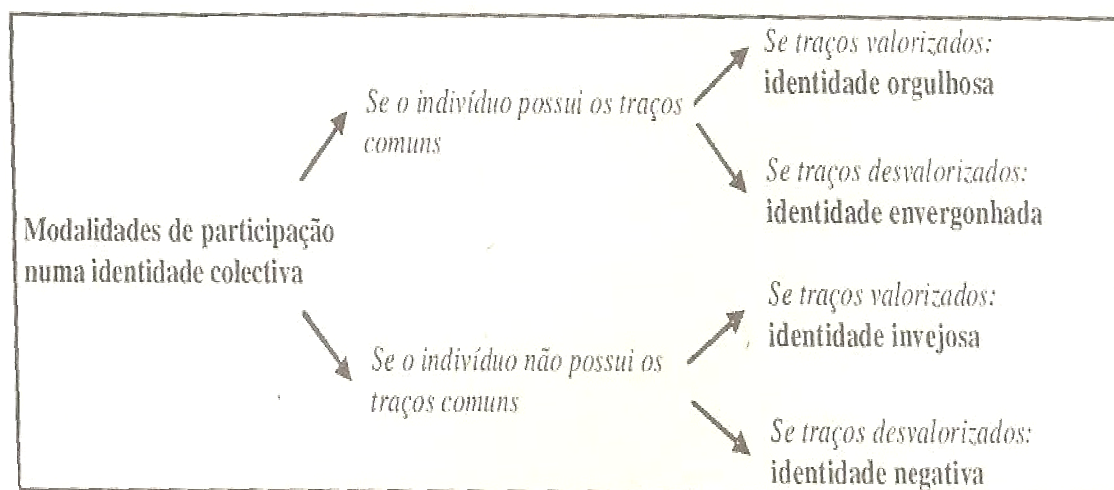 Modalidades de participação
numa identidade colectiva
Se o indivíduo possui os traços
comuns
Se traços valorizados:
identidade orgulhosa
Se traços desvalorizados:
identidade envergonhada
Se o indivíduo não possui os
traços comuns
Se traços valorizados:
identidade invejosa
Se traços desvalorizados:
identidade negativa